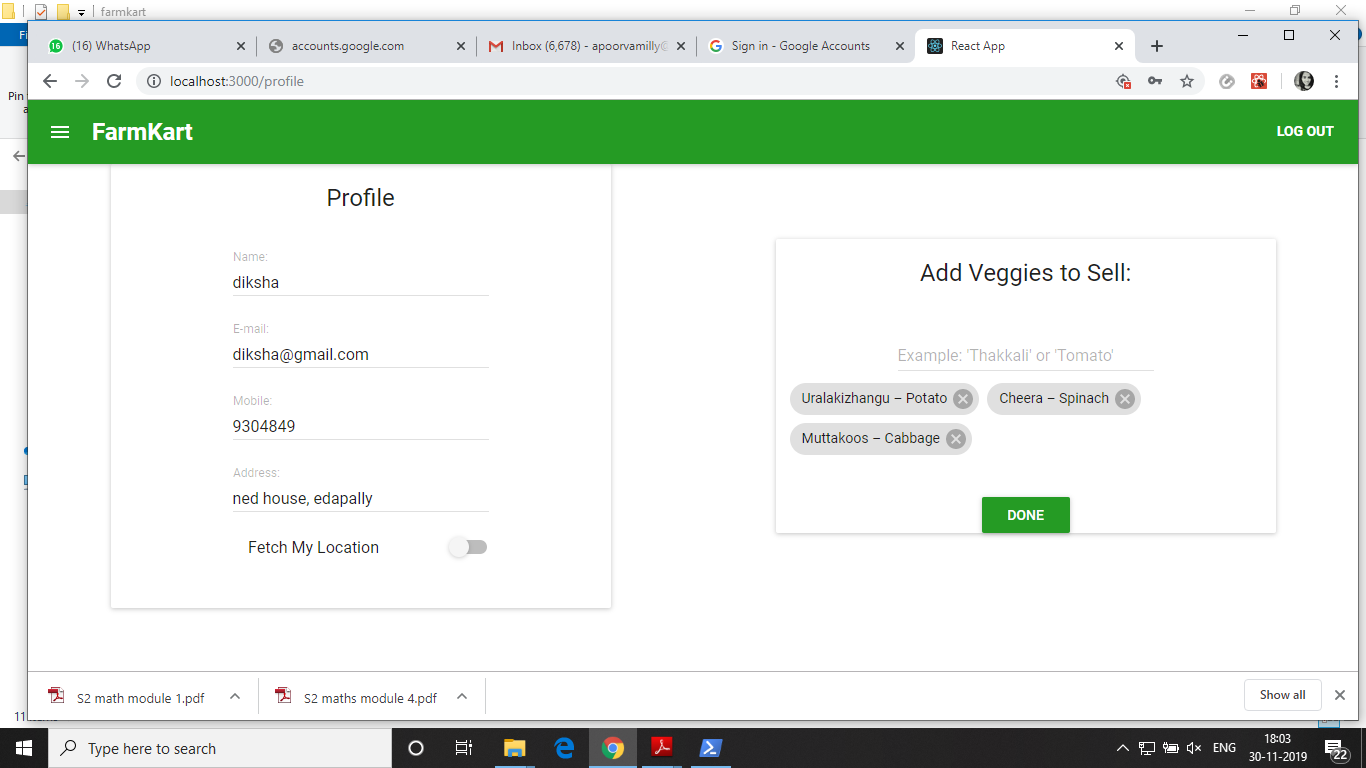 farmkart
Fi
(16) WhatsApp
accounts.google.com
Inbox (6,678) - apoorvamilly@
Sign in - Google Accounts
React App
localhost:3000/profile
Pin
a
FarmKart
LOG OUT
Profile
Name:
diksha
E-mail:
diksha@gmail.com
Mobile:
9304849
Address:
ned house, edapally
Fetch My Location
Add Veggies to Sell:
Example: 'Thakkali' or 'Tomato'
Uralakizhangu – Potato
Cheera – Spinach
Muttakoos – Cabbage
DONE
S2 math module 1.pdf
S2 maths module 4.pdf
Show all
Type here to search
ENG
18:03
30-11-2019
22